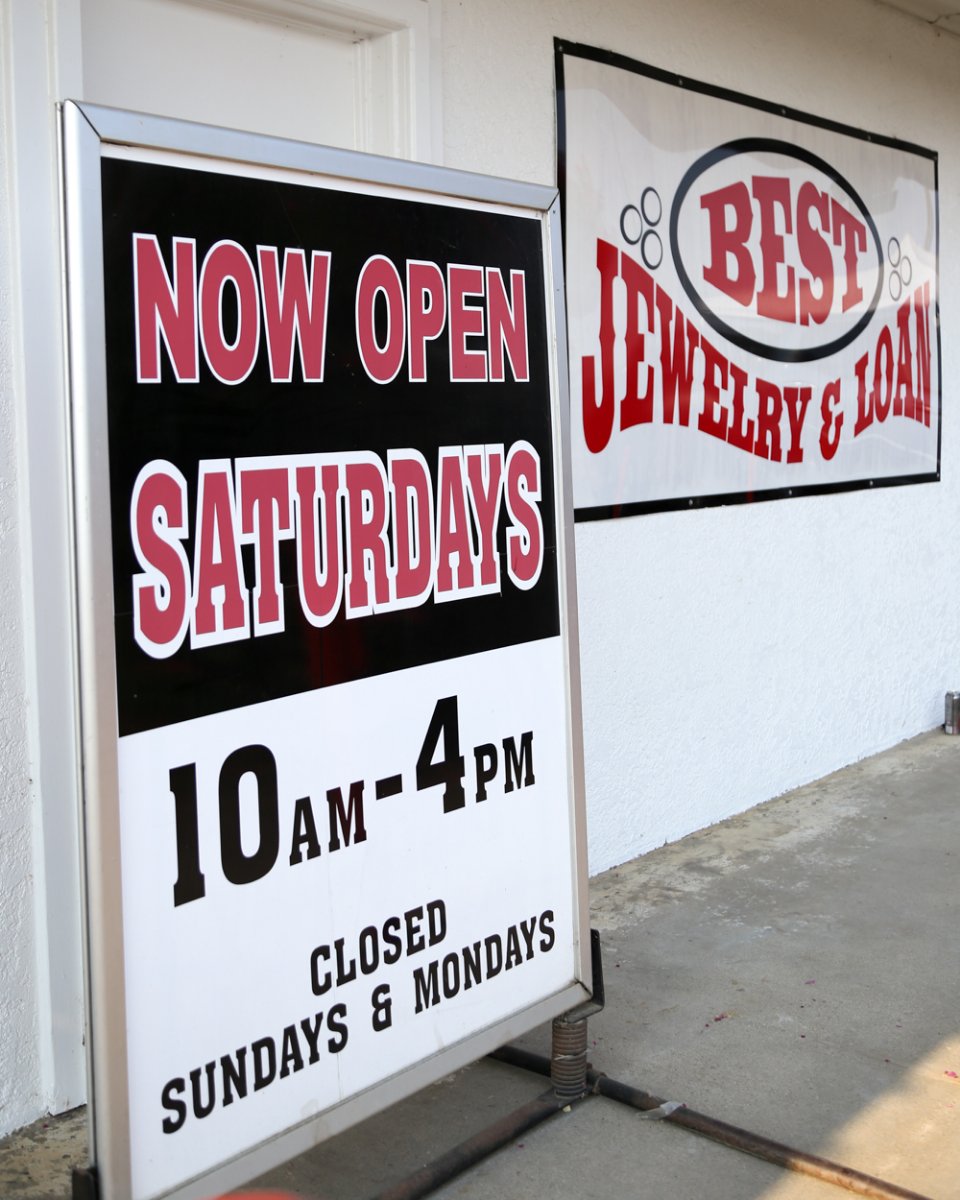 NOW OPEN
SATURDAYS
10AM-4PM
CLOSED
SUNDAYS & MONDAYS
BEST
JEWELRY & LOAN